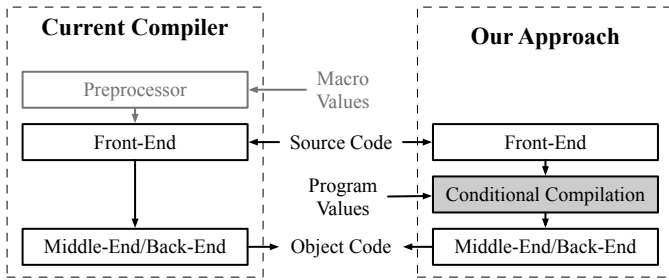 Current Compiler
Our Approach
Preprocessor
Macro
Values
Front-End
Source Code
Front-End
Program
Values
Conditional Compilation
Middle-End/Back-End
Object Code
Middle-End/Back-End